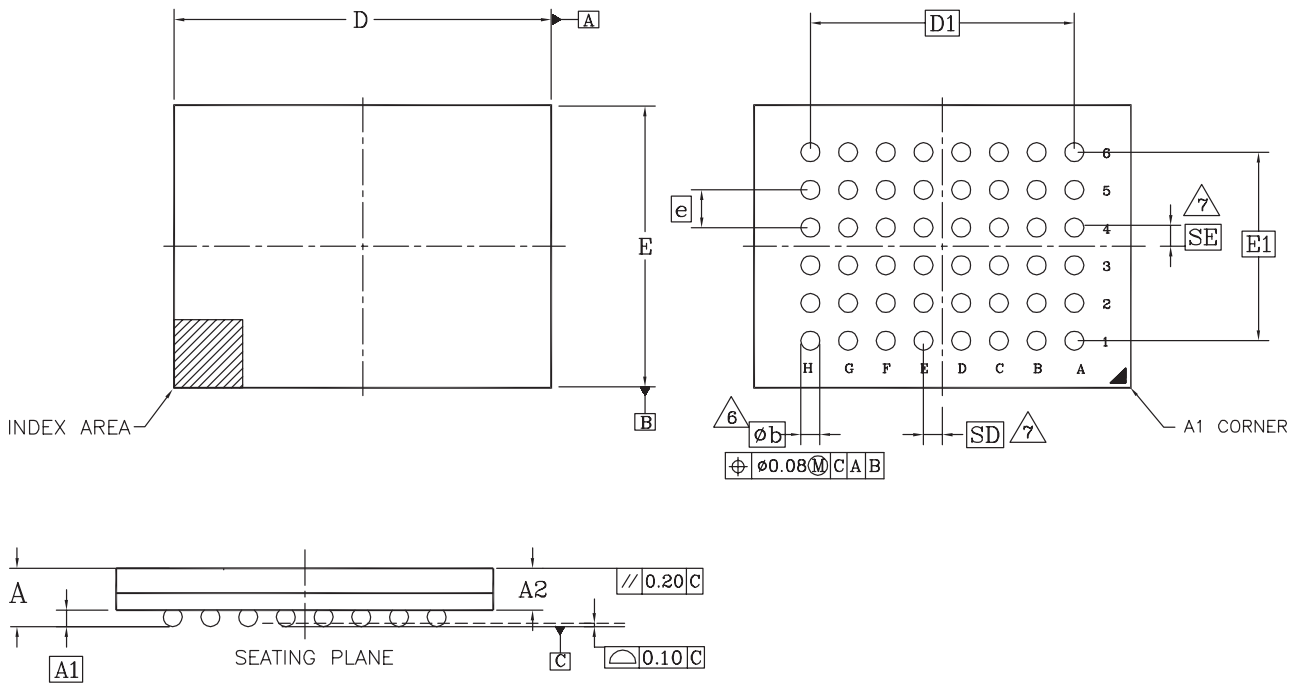 D
A
D1
6
5
e
4
7
SE
E
E1
3
2
1
H G F E D C B A
INDEX AREA
B
6
øb
SD
7
A1 CORNER
⌖ ø0.08Ⓜ C A B
A
A2
// 0.20 C
A1
SEATING PLANE
C
⌓ 0.10 C